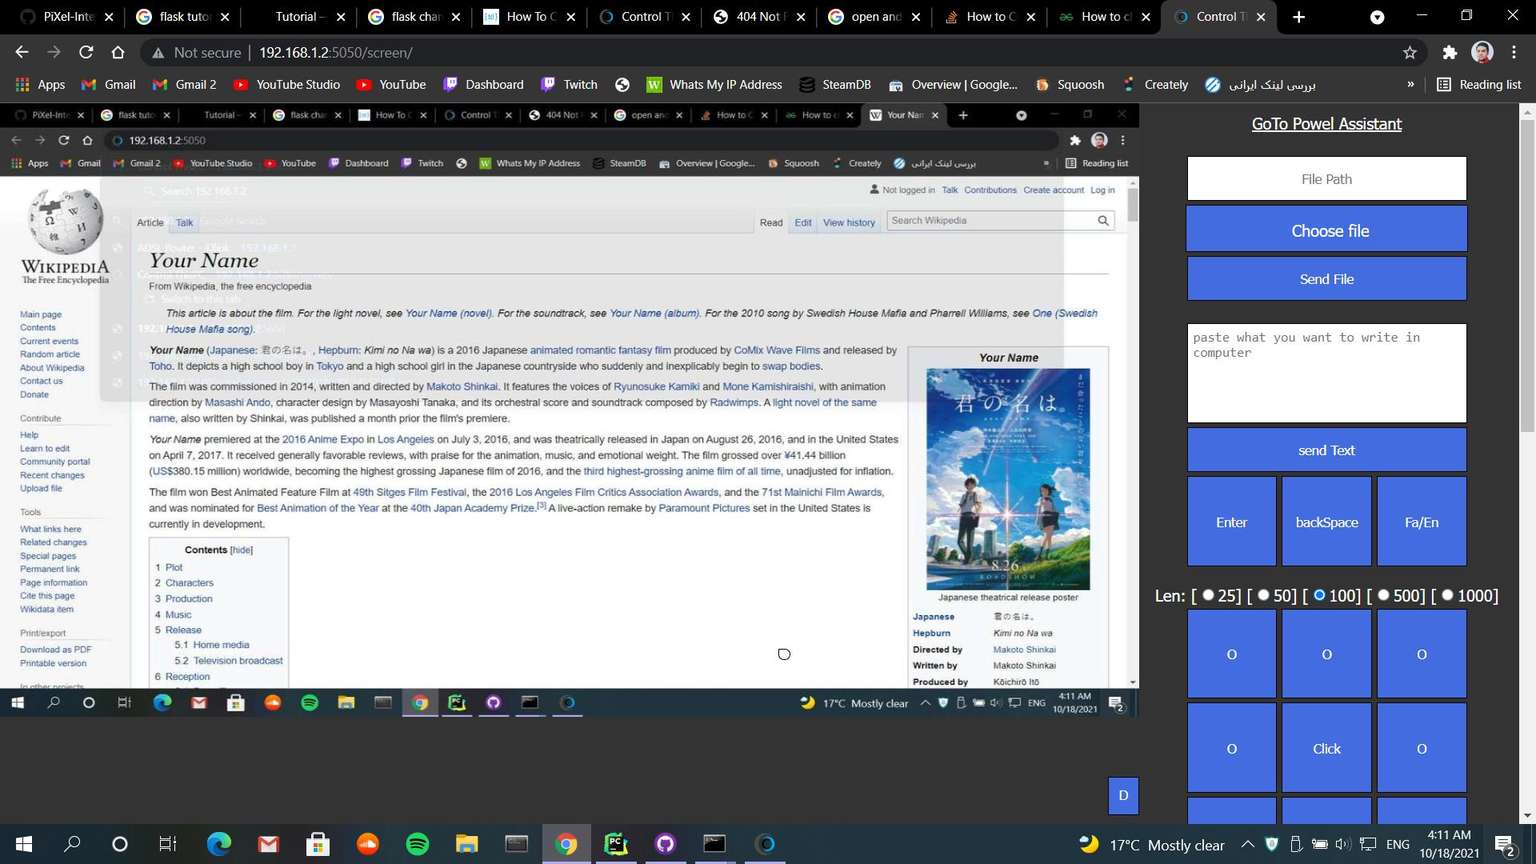 PiXel-Inte
flask tutor
Tutorial –
flask chan
How To C
Control T
404 Not F
open and
How to C
How to cl
Control T
Not secure | 192.168.1.2:5050/screen/
Apps
Gmail
Gmail 2
YouTube Studio
YouTube
Dashboard
Twitch
Whats My IP Address
SteamDB
Overview | Google...
Squoosh
Creately
بررسی لینک ایرانی
»
Reading list
PiXel-Inte
flask tuto
Tutorial –
flask chan
How To C
Control T
404 Not F
open and
How to C
How to cl
Your Nam
192.168.1.2:5050
Apps
Gmail
Gmail 2
YouTube Studio
YouTube
Dashboard
Twitch
Whats My IP Address
SteamDB
Overview | Google...
Squoosh
Creately
بررسی لینک ایرانی
»
Reading list
Search 192.168.1.2
Not logged in Talk Contributions Create account Log in
Article Talk
Read Edit View history
Search Wikipedia
WIKIPEDIA
The Free Encyclopedia
Main page
Contents
Current events
Random article
About Wikipedia
Contact us
Donate
Contribute
Help
Learn to edit
Community portal
Recent changes
Upload file
Tools
What links here
Related changes
Special pages
Permanent link
Page information
Cite this page
Wikidata item
Print/export
Download as PDF
Printable version
In other projects
Your Name
From Wikipedia, the free encyclopedia
Switch to this tab
This article is about the film. For the light novel, see Your Name (novel). For the soundtrack, see Your Name (album). For the 2010 song by Swedish House Mafia and Pharrell Williams, see One (Swedish
House Mafia song).
Your Name (Japanese: 君の名は。, Hepburn: Kimi no Na wa) is a 2016 Japanese animated romantic fantasy film produced by CoMix Wave Films and released by
Toho. It depicts a high school boy in Tokyo and a high school girl in the Japanese countryside who suddenly and inexplicably begin to swap bodies.
The film was commissioned in 2014, written and directed by Makoto Shinkai. It features the voices of Ryunosuke Kamiki and Mone Kamishiraishi, with animation
direction by Masashi Ando, character design by Masayoshi Tanaka, and its orchestral score and soundtrack composed by Radwimps. A light novel of the same
name, also written by Shinkai, was published a month prior the film's premiere.
Your Name premiered at the 2016 Anime Expo in Los Angeles on July 3, 2016, and was theatrically released in Japan on August 26, 2016, and in the United States
on April 7, 2017. It received generally favorable reviews, with praise for the animation, music, and emotional weight. The film grossed over ¥41.44 billion
(US$380.15 million) worldwide, becoming the highest grossing Japanese film of 2016, and the third highest-grossing anime film of all time, unadjusted for inflation.
The film won Best Animated Feature Film at 49th Sitges Film Festival, the 2016 Los Angeles Film Critics Association Awards, and the 71st Mainichi Film Awards,
and was nominated for Best Animation of the Year at the 40th Japan Academy Prize.[3] A live-action remake by Paramount Pictures set in the United States is
currently in development.
Contents [hide]
1 Plot
2 Characters
3 Production
4 Music
5 Release
5.1 Home media
5.2 Television broadcast
6 Reception
Your Name
君の名は。
8.26
ROADSHOW
Japanese theatrical release poster
Japanese 君の名は。
Hepburn Kimi no Na wa
Directed by Makoto Shinkai
Written by Makoto Shinkai
Produced by Kōichirō Itō
17°C Mostly clear
ENG
4:11 AM
10/18/2021
2
GoTo Powel Assistant
File Path
Choose file
Send File
paste what you want to write in
computer
send Text
Enter
backSpace
Fa/En
Len: [ 25] [ 50] [ 100] [ 500] [ 1000]
O
O
O
O
Click
O
D
17°C Mostly clear
ENG
4:11 AM
10/18/2021
2